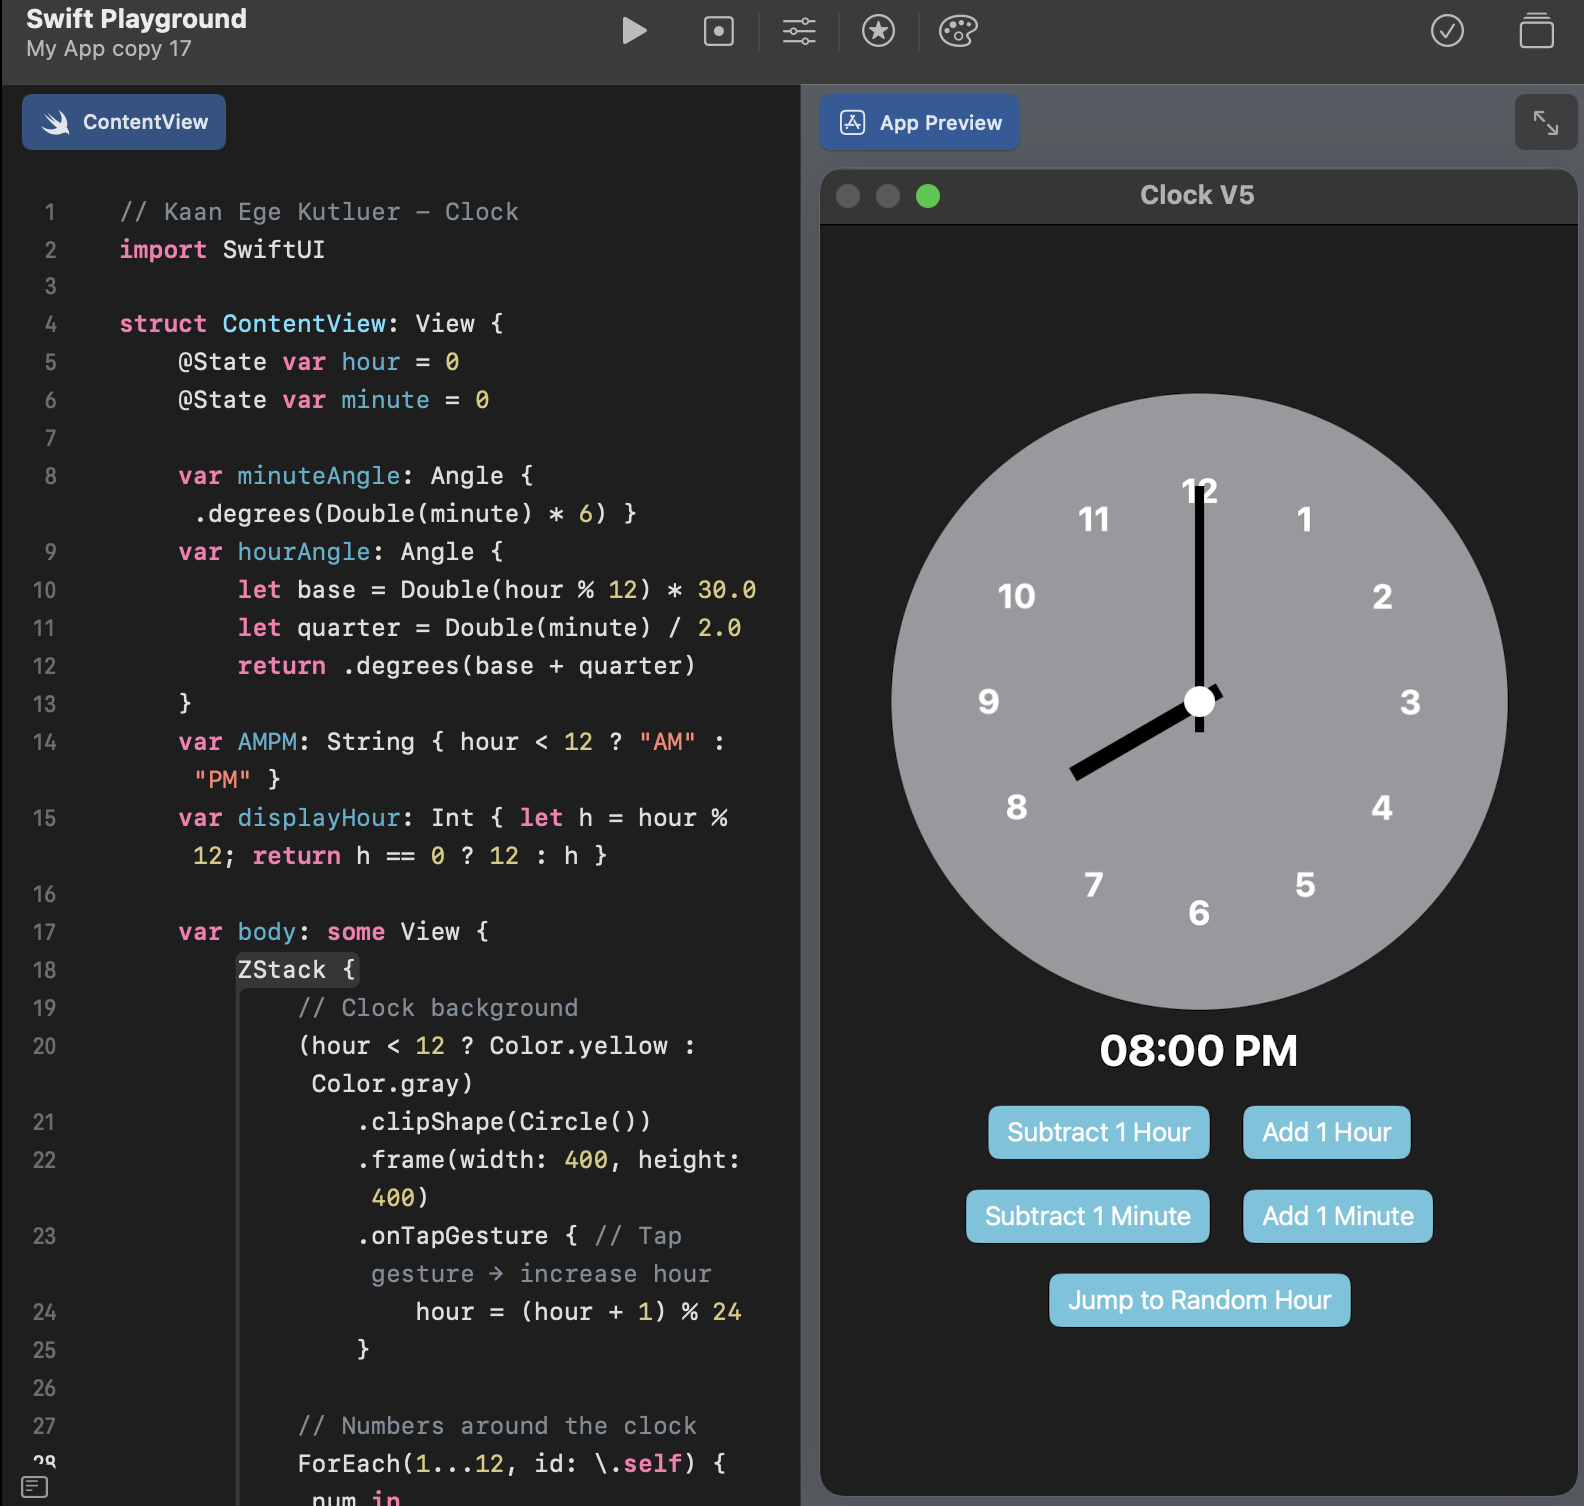 Swift Playground
My App copy 17
ContentView
1 // Kaan Ege Kutluer – Clock
2 import SwiftUI
3
4 struct ContentView: View {
5 @State var hour = 0
6 @State var minute = 0
7
8 var minuteAngle: Angle {
.degrees(Double(minute) * 6) }
9 var hourAngle: Angle {
10 let base = Double(hour % 12) * 30.0
11 let quarter = Double(minute) / 2.0
12 return .degrees(base + quarter)
13 }
14 var AMPM: String { hour < 12 ? "AM" :
"PM" }
15 var displayHour: Int { let h = hour %
12; return h == 0 ? 12 : h }
16
17 var body: some View {
18 ZStack {
19 // Clock background
20 (hour < 12 ? Color.yellow :
Color.gray)
21 .clipShape(Circle())
22 .frame(width: 400, height:
400)
23 .onTapGesture { // Tap
gesture → increase hour
24 hour = (hour + 1) % 24
25 }
26
27 // Numbers around the clock
28 ForEach(1...12, id: \.self) {
num in
App Preview
Clock V5
12
11
1
10
2
9
3
8
4
7
5
6
08:00 PM
Subtract 1 Hour
Add 1 Hour
Subtract 1 Minute
Add 1 Minute
Jump to Random Hour